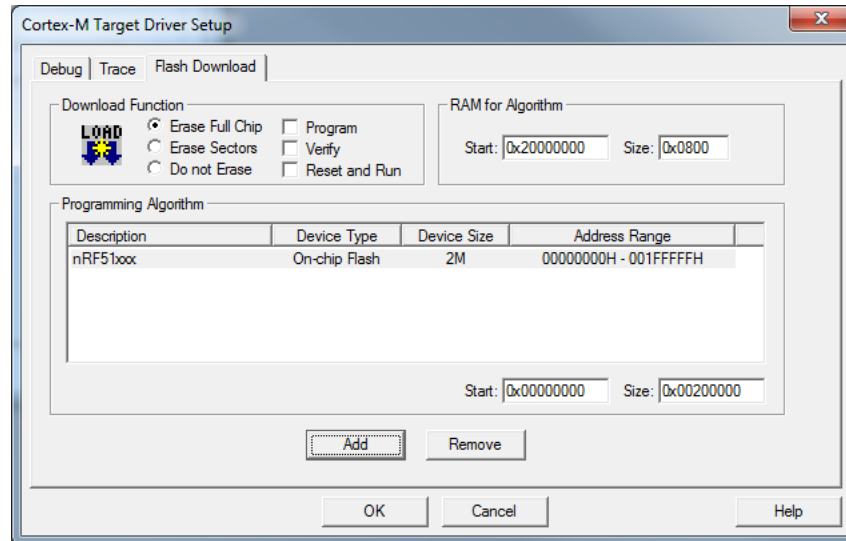 Cortex-M Target Driver Setup
Debug Trace Flash Download
Download Function
LOAD
Erase Full Chip Program
Erase Sectors Verify
Do not Erase Reset and Run
RAM for Algorithm
Start: 0x20000000 Size: 0x0800
Programming Algorithm
Description Device Type Device Size Address Range
nRF51xxx On-chip Flash 2M 00000000H - 001FFFFFH
Start: 0x00000000 Size: 0x00200000
Add Remove
OK Cancel Help